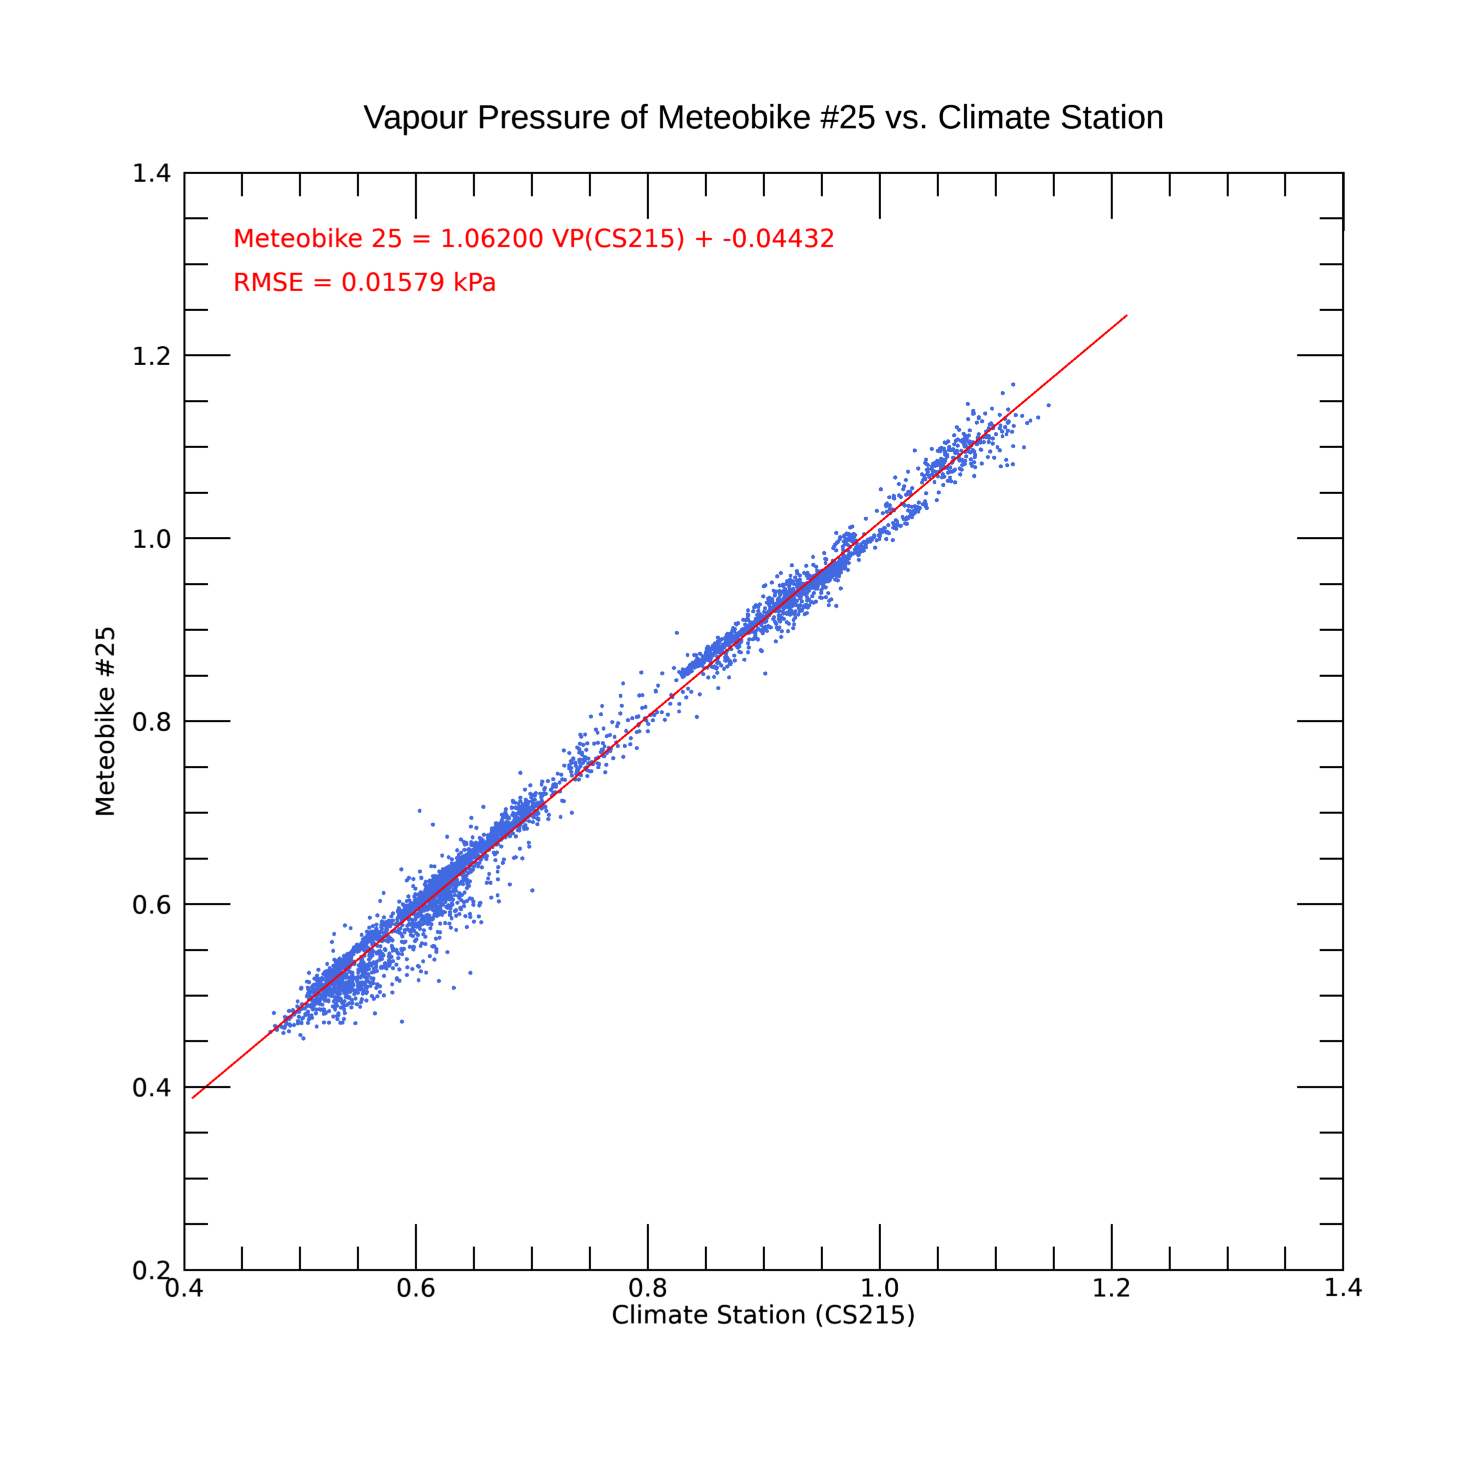 Vapour Pressure of Meteobike #25 vs. Climate Station
1.4
Meteobike 25 = 1.06200 VP(CS215) + -0.04432
RMSE = 0.01579 kPa
1.2
1.0
Meteobike #25
0.8
0.6
0.4
0.2
0.4 0.6 0.8 1.0 1.2 1.4
Climate Station (CS215)